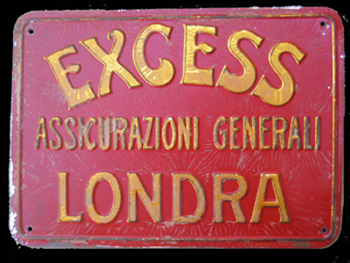 EXCESS
ASSICURAZIONI GENERALI
LONDRA